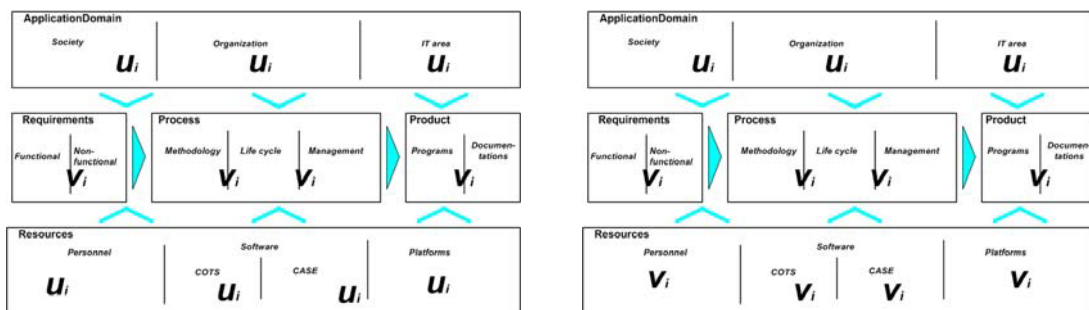 ApplicationDomain
Society
Organization
IT area
ui
ui
ui
Requirements
Functional
Non-
functional
vi
Process
Methodology
Life cycle
Management
vi
vi
Product
Programs
Documen-
tations
vi
Resources
Personnel
Software
Platforms
COTS
CASE
ui
ui
ui
ui
ApplicationDomain
Society
Organization
IT area
ui
ui
ui
Requirements
Functional
Non-
functional
vi
Process
Methodology
Life cycle
Management
vi
vi
Product
Programs
Documen-
tations
vi
Resources
Personnel
Software
Platforms
COTS
CASE
vi
vi
vi
vi